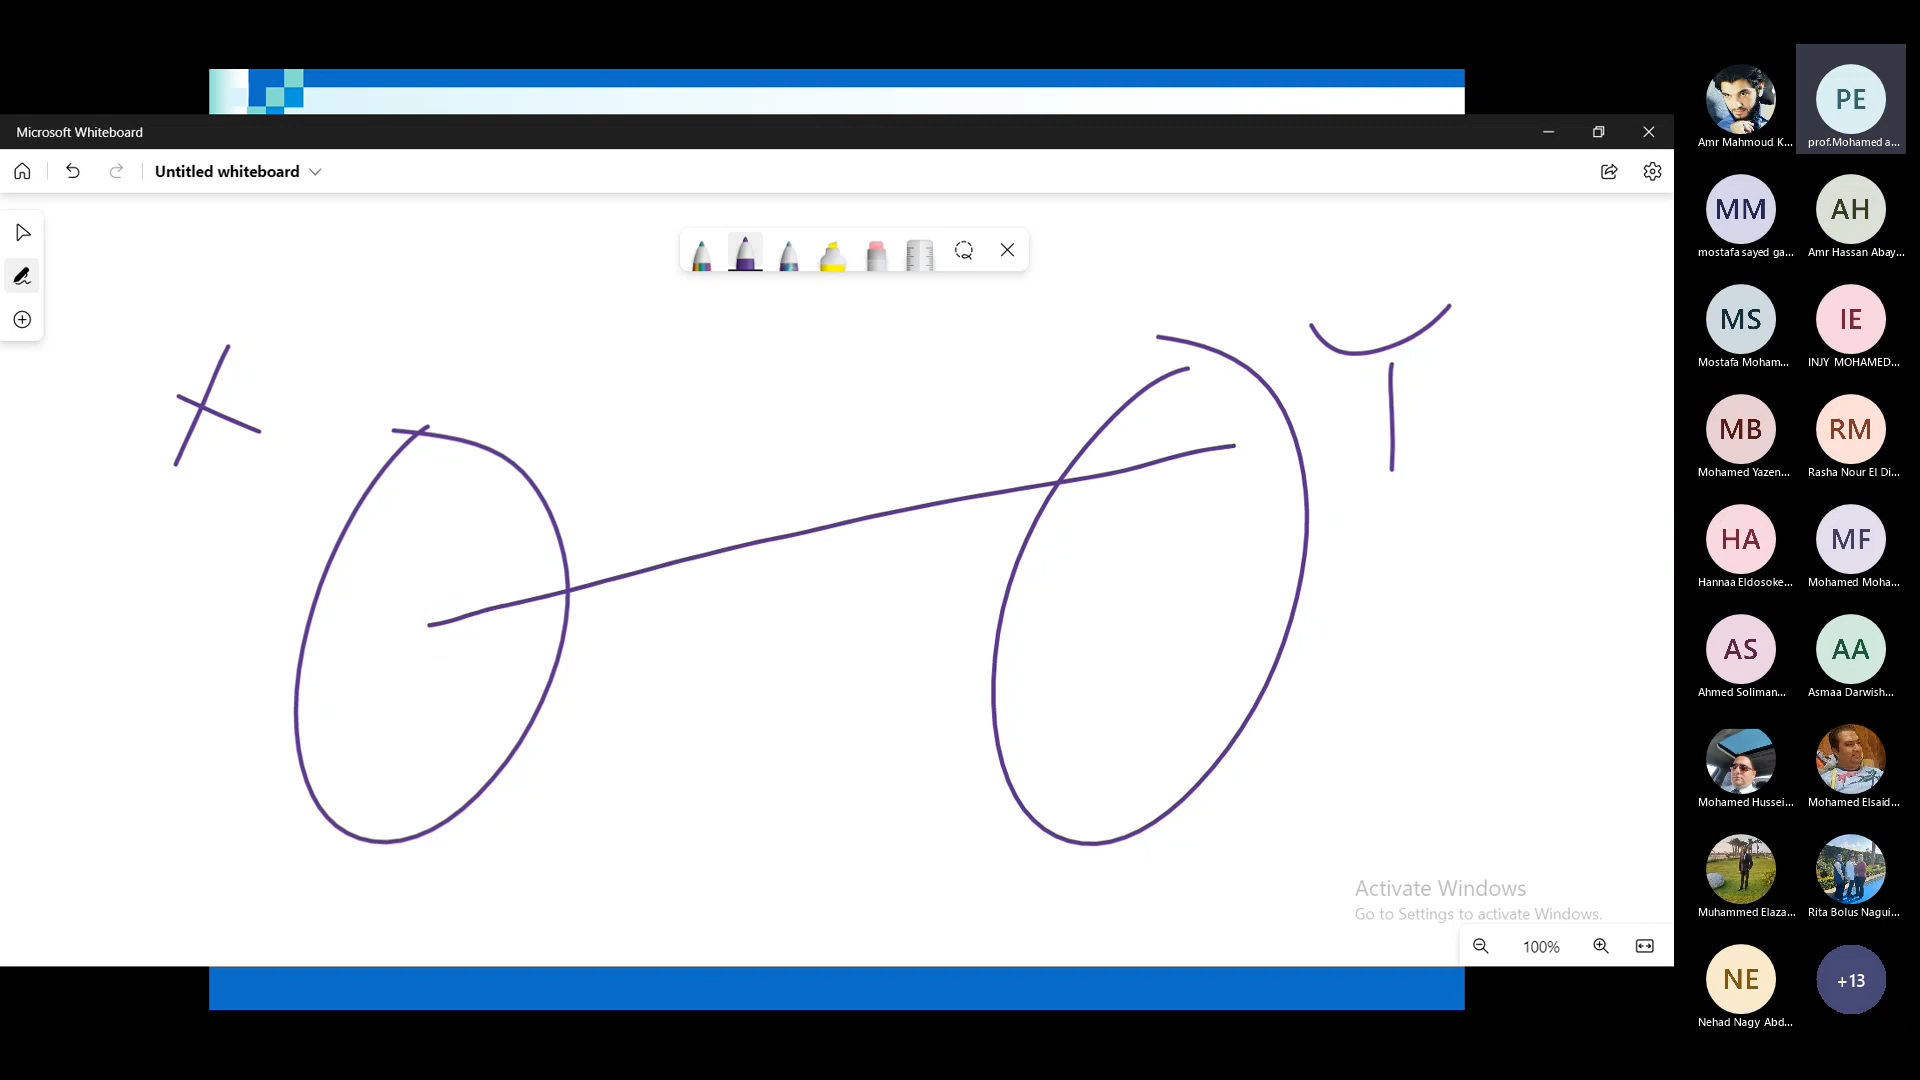 Microsoft Whiteboard
Untitled whiteboard
X
Y
Activate Windows
Go to Settings to activate Windows.
100%
Amr Mahmoud K...
PE
prof.Mohamed a...
MM
mostafa sayed ga...
AH
Amr Hassan Abay...
MS
Mostafa Moham...
IE
INJY MOHAMED...
MB
Mohamed Yazen...
RM
Rasha Nour El Di...
HA
Hannaa Eldosoke...
MF
Mohamed Moha...
AS
Ahmed Soliman...
AA
Asmaa Darwish...
Mohamed Hussei...
Mohamed Elsaid...
Muhammed Elaza...
Rita Bolus Nagui...
NE
Nehad Nagy Abd...
+13